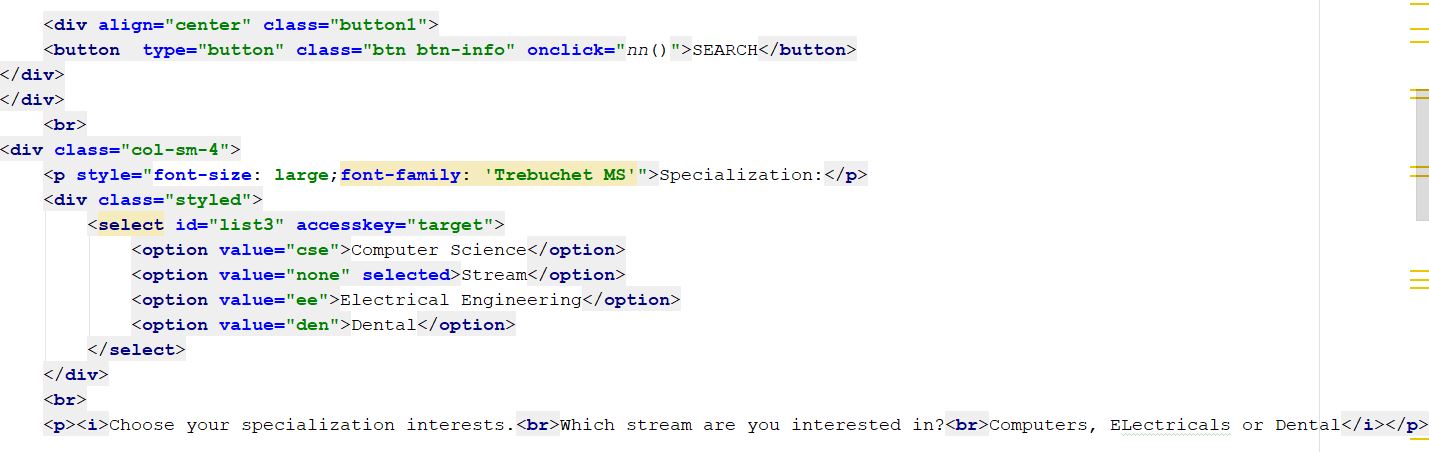 <div align="center" class="button1">
<button  type="button" class="btn btn-info" onclick="nn()">SEARCH</button>
</div>
</div>
<br>
<div class="col-sm-4">
<p style="font-size: large;font-family: 'Trebuchet MS'">Specialization:</p>
<div class="styled">
<select id="list3" accesskey="target">
<option value="cse">Computer Science</option>
<option value="none" selected>Stream</option>
<option value="ee">Electrical Engineering</option>
<option value="den">Dental</option>
</select>
</div>
<br>
<p><i>Choose your specialization interests.<br>Which stream are you interested in?<br>Computers, ELectricals or Dental</i></p>